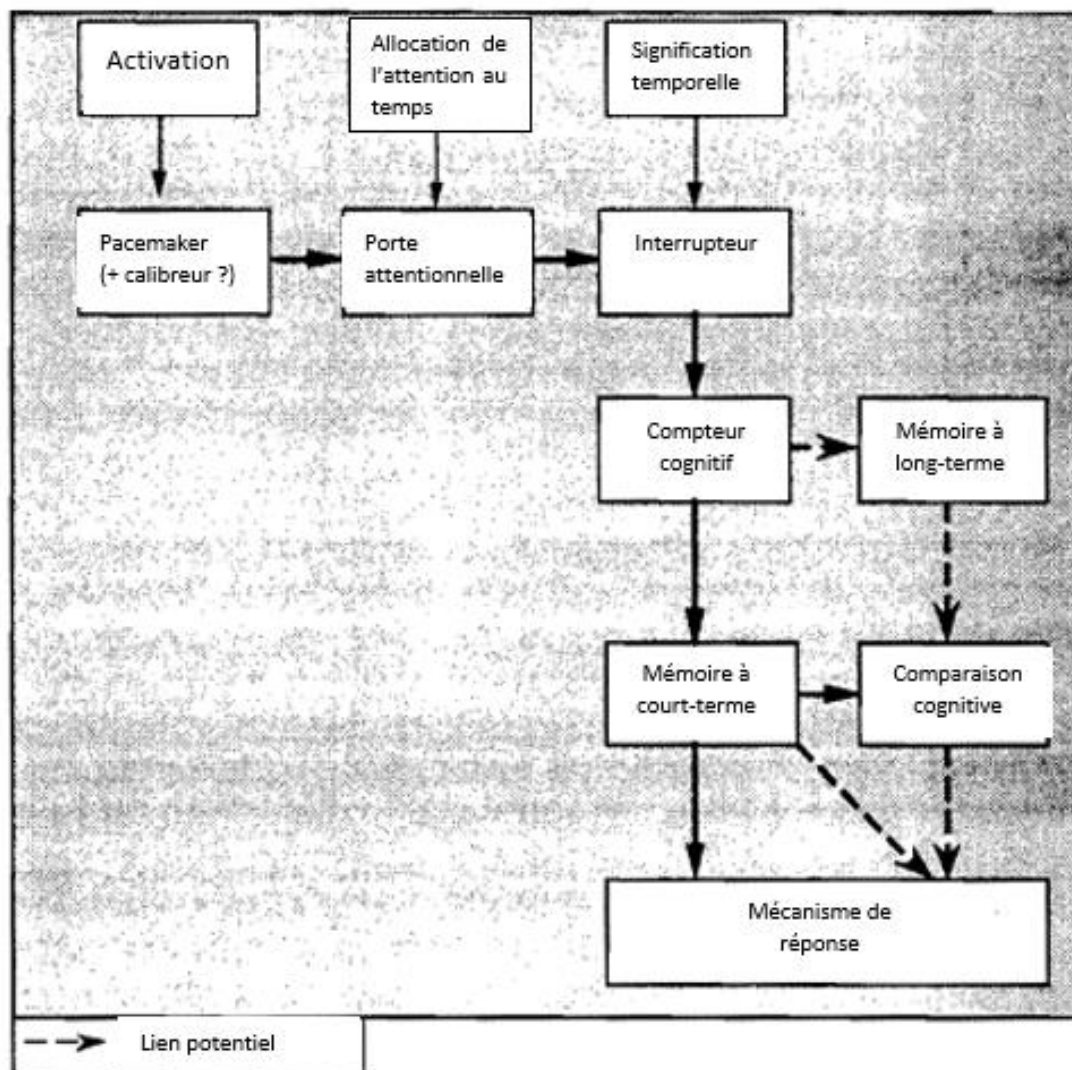 Activation
Allocation de
l'attention au
temps
Signification
temporelle
Pacemaker
(+ calibreur ?)
Porte
attentionnelle
Interrupteur
Compteur
cognitif
Mémoire à
long-terme
Mémoire à
court-terme
Comparaison
cognitive
Mécanisme de
réponse
Lien potentiel